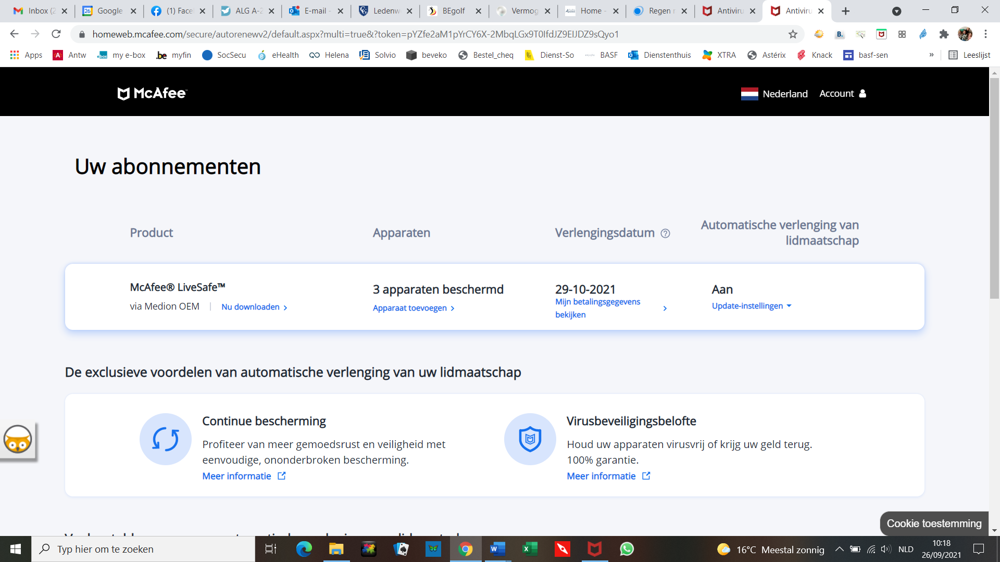 Inbox (2
Google
(1) Face
ALG A-2
E-mail -
Ledenw
BEgolf
Vermog
Home -
Regen r
Antiviru
Antiviru
homeweb.mcafee.com/secure/autorenewv2/default.aspx?multi=true&?token=pYZfe2aM1pYrCY6X-2MbqLGx9T0IfdJZ9EIJDZ9sQyo1
Apps
Antw
my e-box
myfin
SocSecu
eHealth
Helena
Solvio
beveko
Bestel_cheq
Dienst-So
BASF
Dienstenthuis
XTRA
Astérix
Knack
basf-sen
»
Leeslijst
McAfee™
Nederland
Account
Uw abonnementen
Product
Apparaten
Verlengingsdatum
Automatische verlenging van
lidmaatschap
McAfee® LiveSafe™
via Medion OEM
Nu downloaden
3 apparaten beschermd
Apparaat toevoegen
29-10-2021
Mijn betalingsgegevens
bekijken
Aan
Update-instellingen
De exclusieve voordelen van automatische verlenging van uw lidmaatschap
Continue bescherming
Profiteer van meer gemoedsrust en veiligheid met
eenvoudige, ononderbroken bescherming.
Meer informatie
Virusbeveiligingsbelofte
Houd uw apparaten virusvrij of krijg uw geld terug.
100% garantie.
Meer informatie
Cookie toestemming
Typ hier om te zoeken
16°C Meestal zonnig
NLD
10:18
26/09/2021